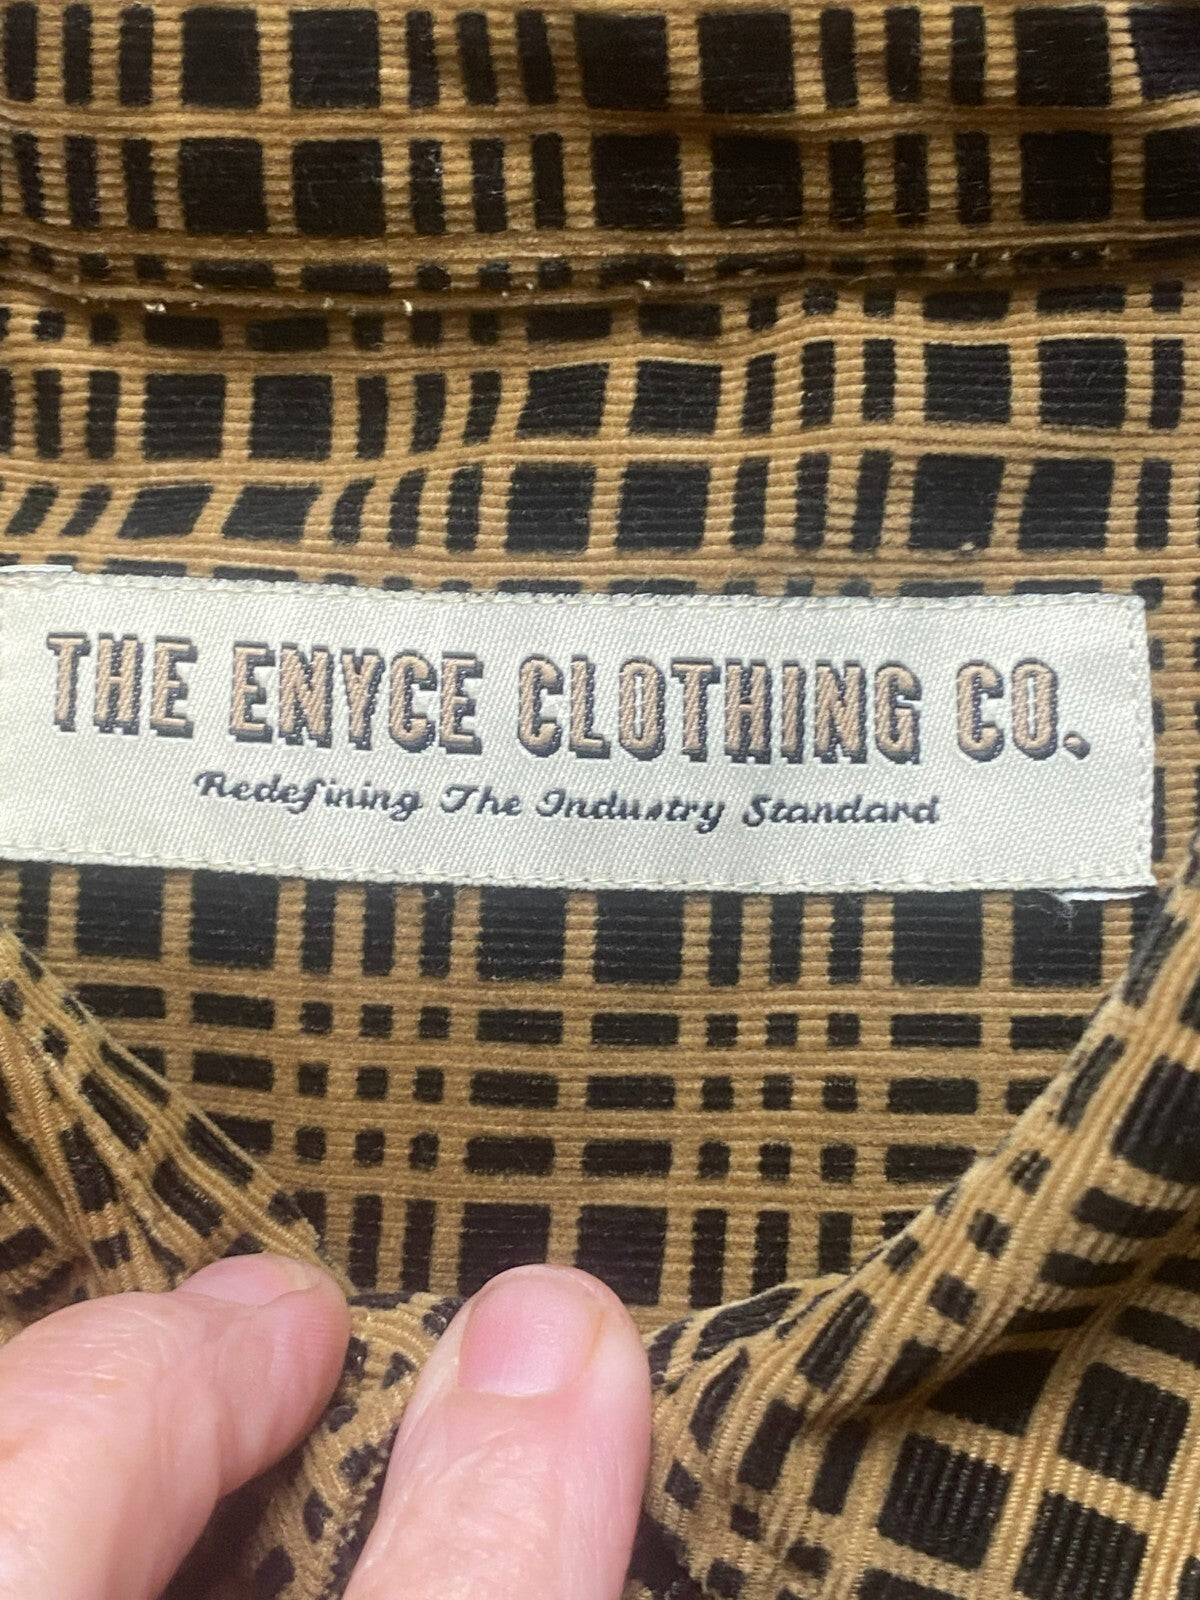 THE ENYCE CLOTHING CO.
Redefining The Industry Standard